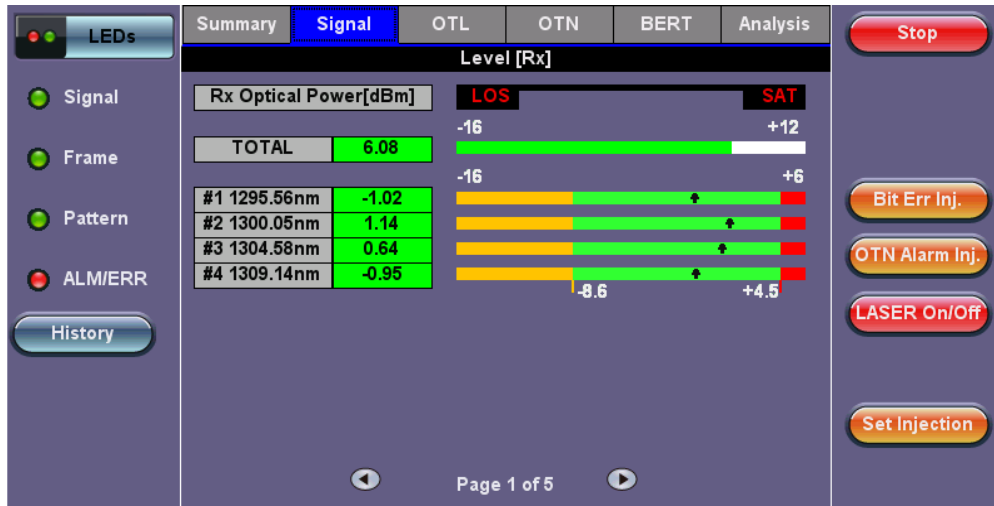 LEDs
Signal
Frame
Pattern
ALM/ERR
History
Summary Signal OTL OTN BERT Analysis
Level [Rx]
Rx Optical Power[dBm] LOS SAT
-16 +12
TOTAL 6.08
-16 +6
#1 1295.56nm -1.02
#2 1300.05nm 1.14
#3 1304.58nm 0.64
#4 1309.14nm -0.95
-8.6 +4.5
Page 1 of 5
Stop
Bit Err Inj.
OTN Alarm Inj.
LASER On/Off
Set Injection